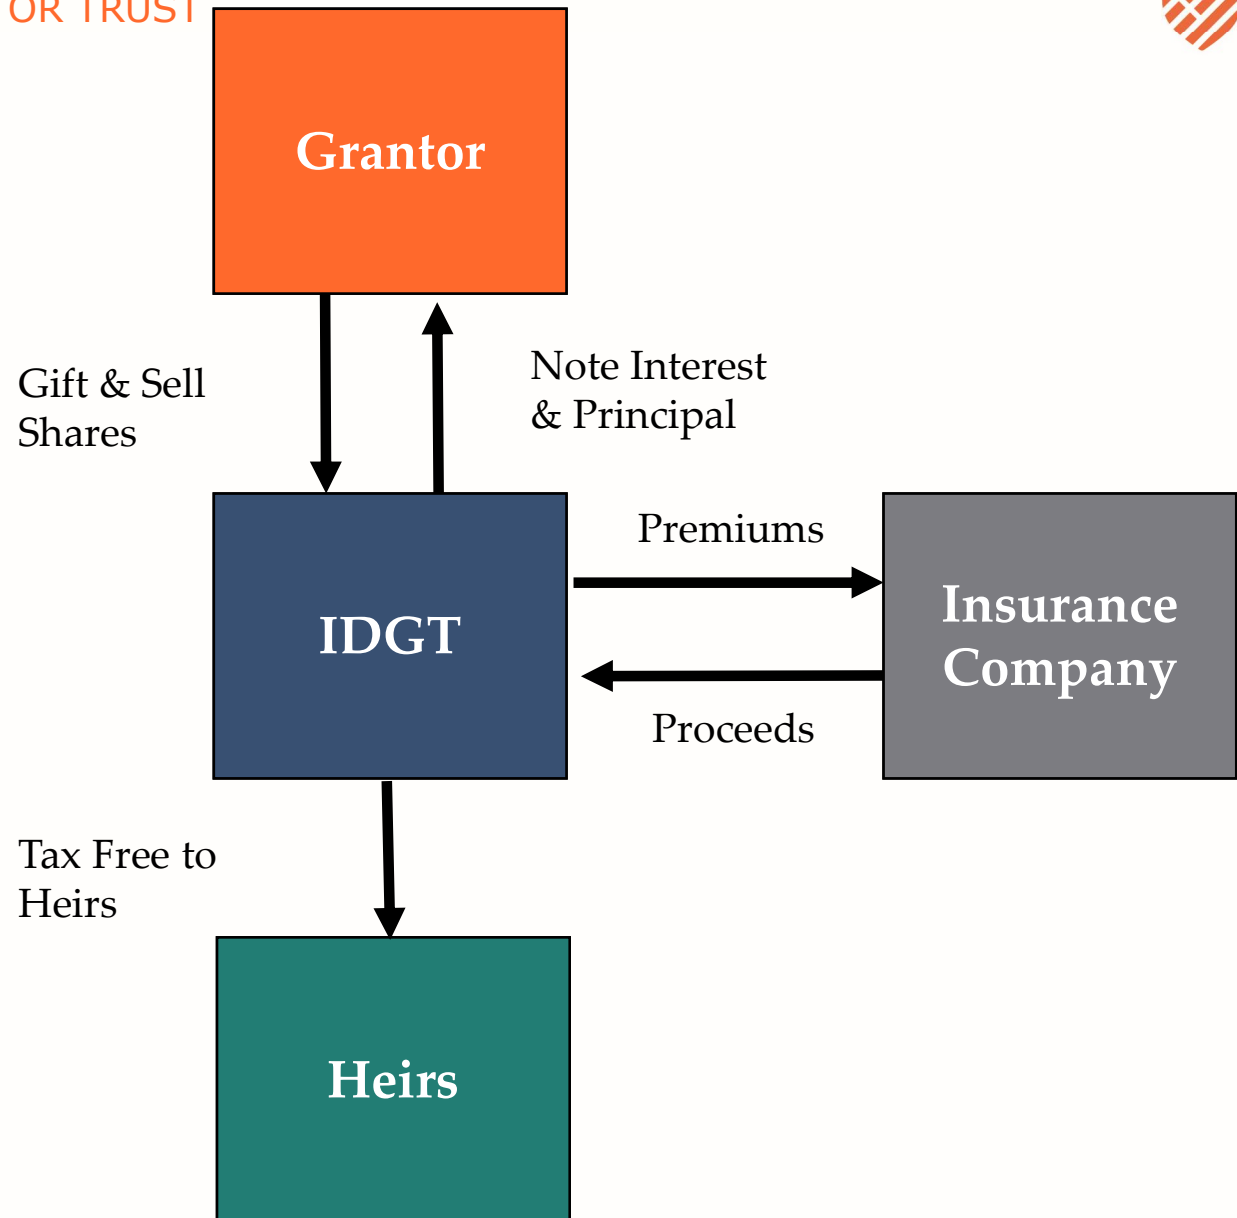 OR TRUST
Grantor
Gift & Sell
Shares
Note Interest
& Principal
Premiums
IDGT
Insurance
Company
Proceeds
Tax Free to
Heirs
Heirs